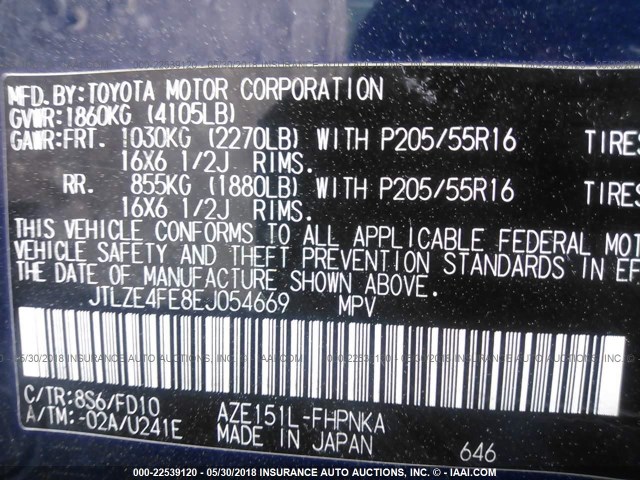 MFD.BY:TOYOTA MOTOR CORPORATION
GVWR:1860KG (4105LB)
GAWR:FRT. 1030KG (2270LB) WITH P205/55R16 TIRES
16X6 1/2J RIMS.
RR. 855KG (1880LB) WITH P205/55R16 TIRES
16X6 1/2J RIMS.
THIS VEHICLE CONFORMS TO ALL APPLICABLE FEDERAL MOT
VEHICLE SAFETY AND THEFT PREVENTION STANDARDS IN EF
THE DATE OF MANUFACTURE SHOWN ABOVE.
JTLZE4FE8EJ054669 MPV
C/TR:8S6/FD10 AZE151L-FHPNKA
A/TM:-02A/U241E MADE IN JAPAN 646
000-22539120 - 05/30/2018 INSURANCE AUTO AUCTIONS, INC. - © - IAAI.COM